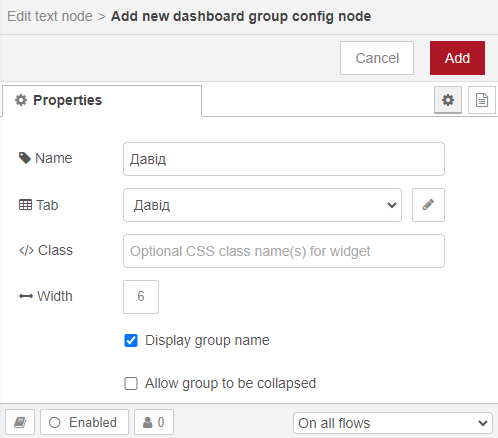 Edit text node > Add new dashboard group config node
Cancel Add
Properties
Name Давід
Tab Давід
Class Optional CSS class name(s) for widget
Width 6
Display group name
Allow group to be collapsed
Enabled 0 On all flows